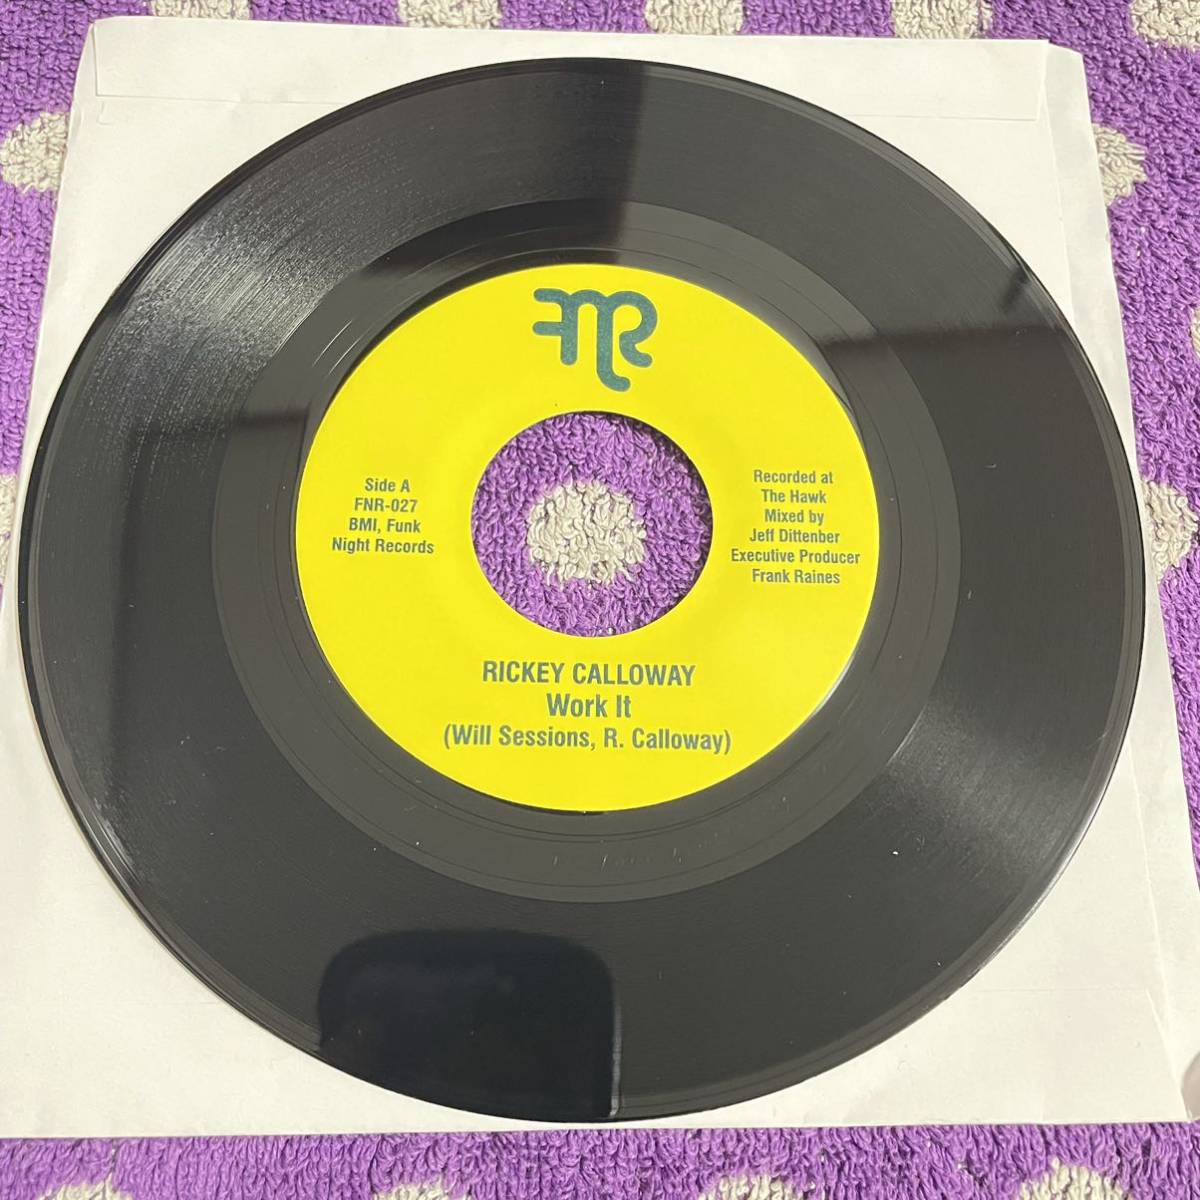 FNR
Side A
FNR-027
BMI, Funk
Night Records
Recorded at
The Hawk
Mixed by
Jeff Dittenber
Executive Producer
Frank Raines
RICKEY CALLOWAY
Work It
(Will Sessions, R. Calloway)